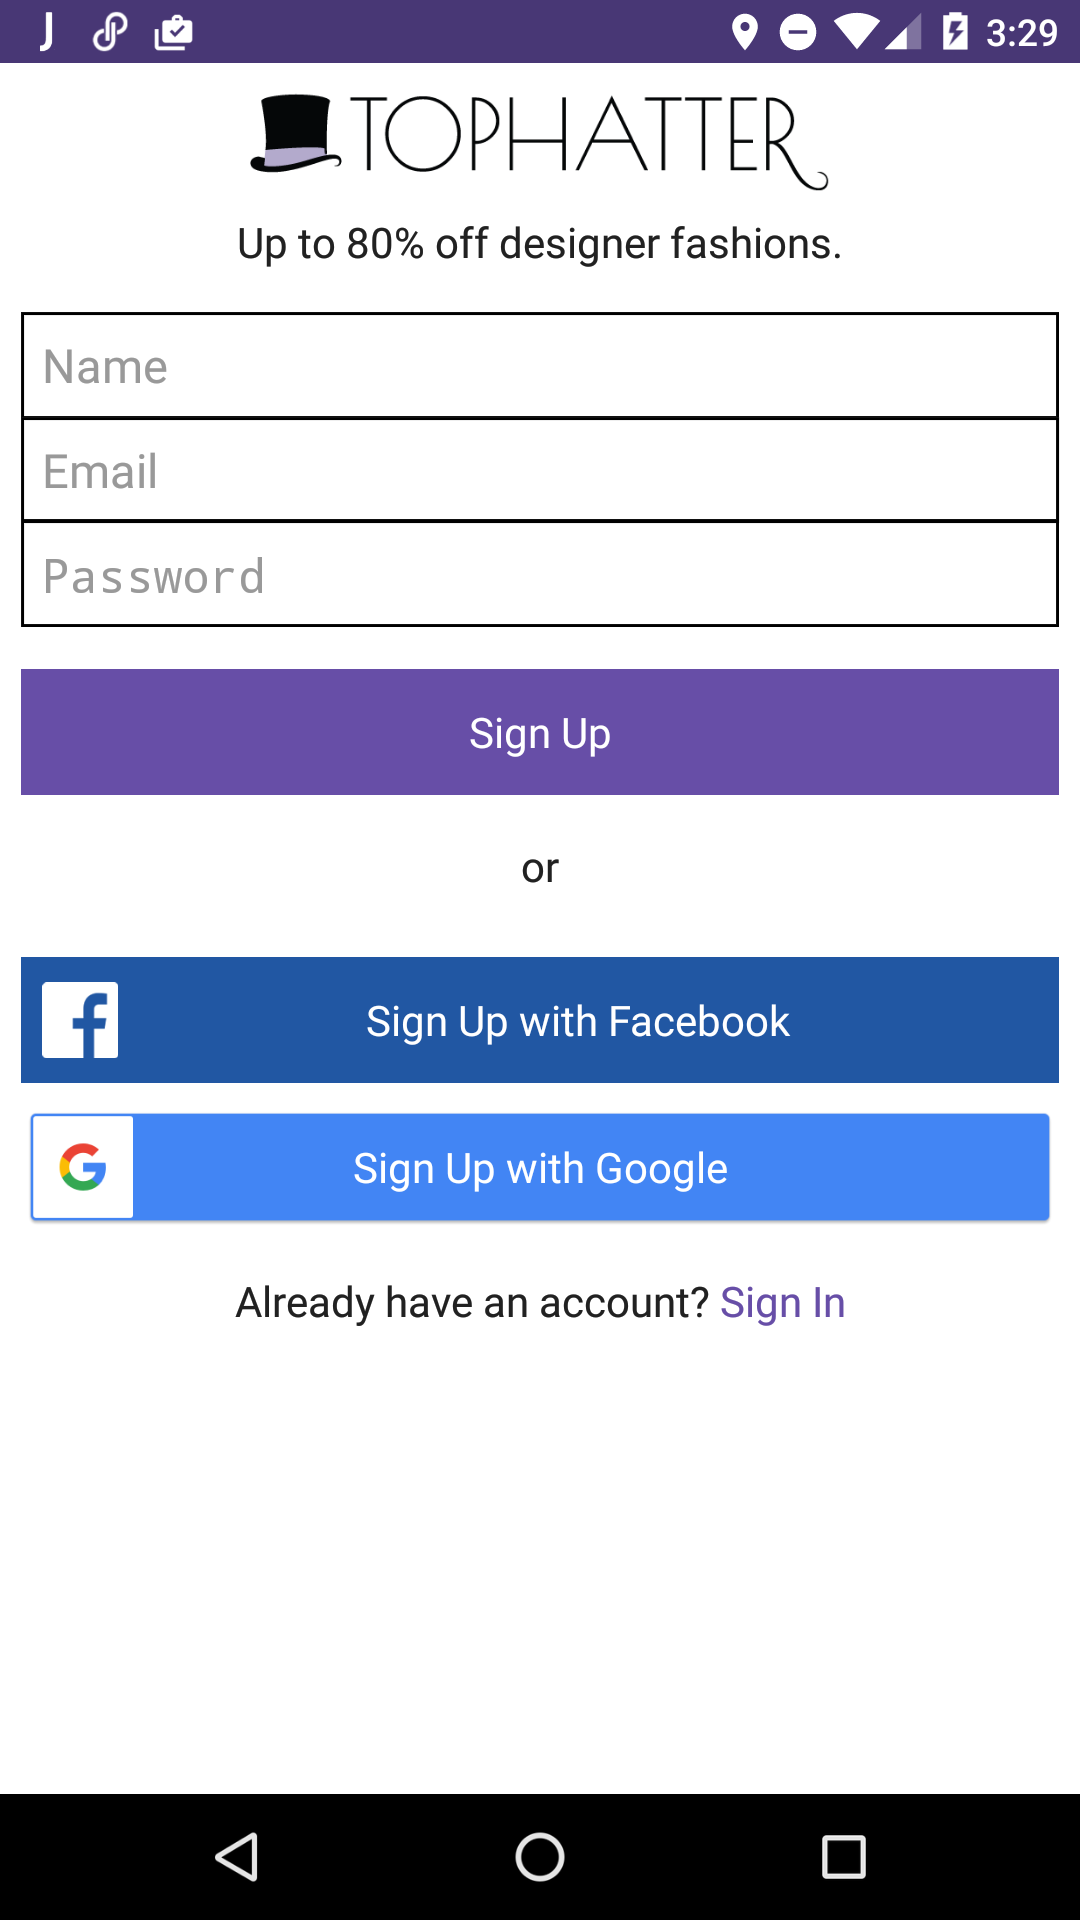 3:29
TOPHATTER
Up to 80% off designer fashions.
Name
Email
Password
Sign Up
or
Sign Up with Facebook
Sign Up with Google
Already have an account? Sign In